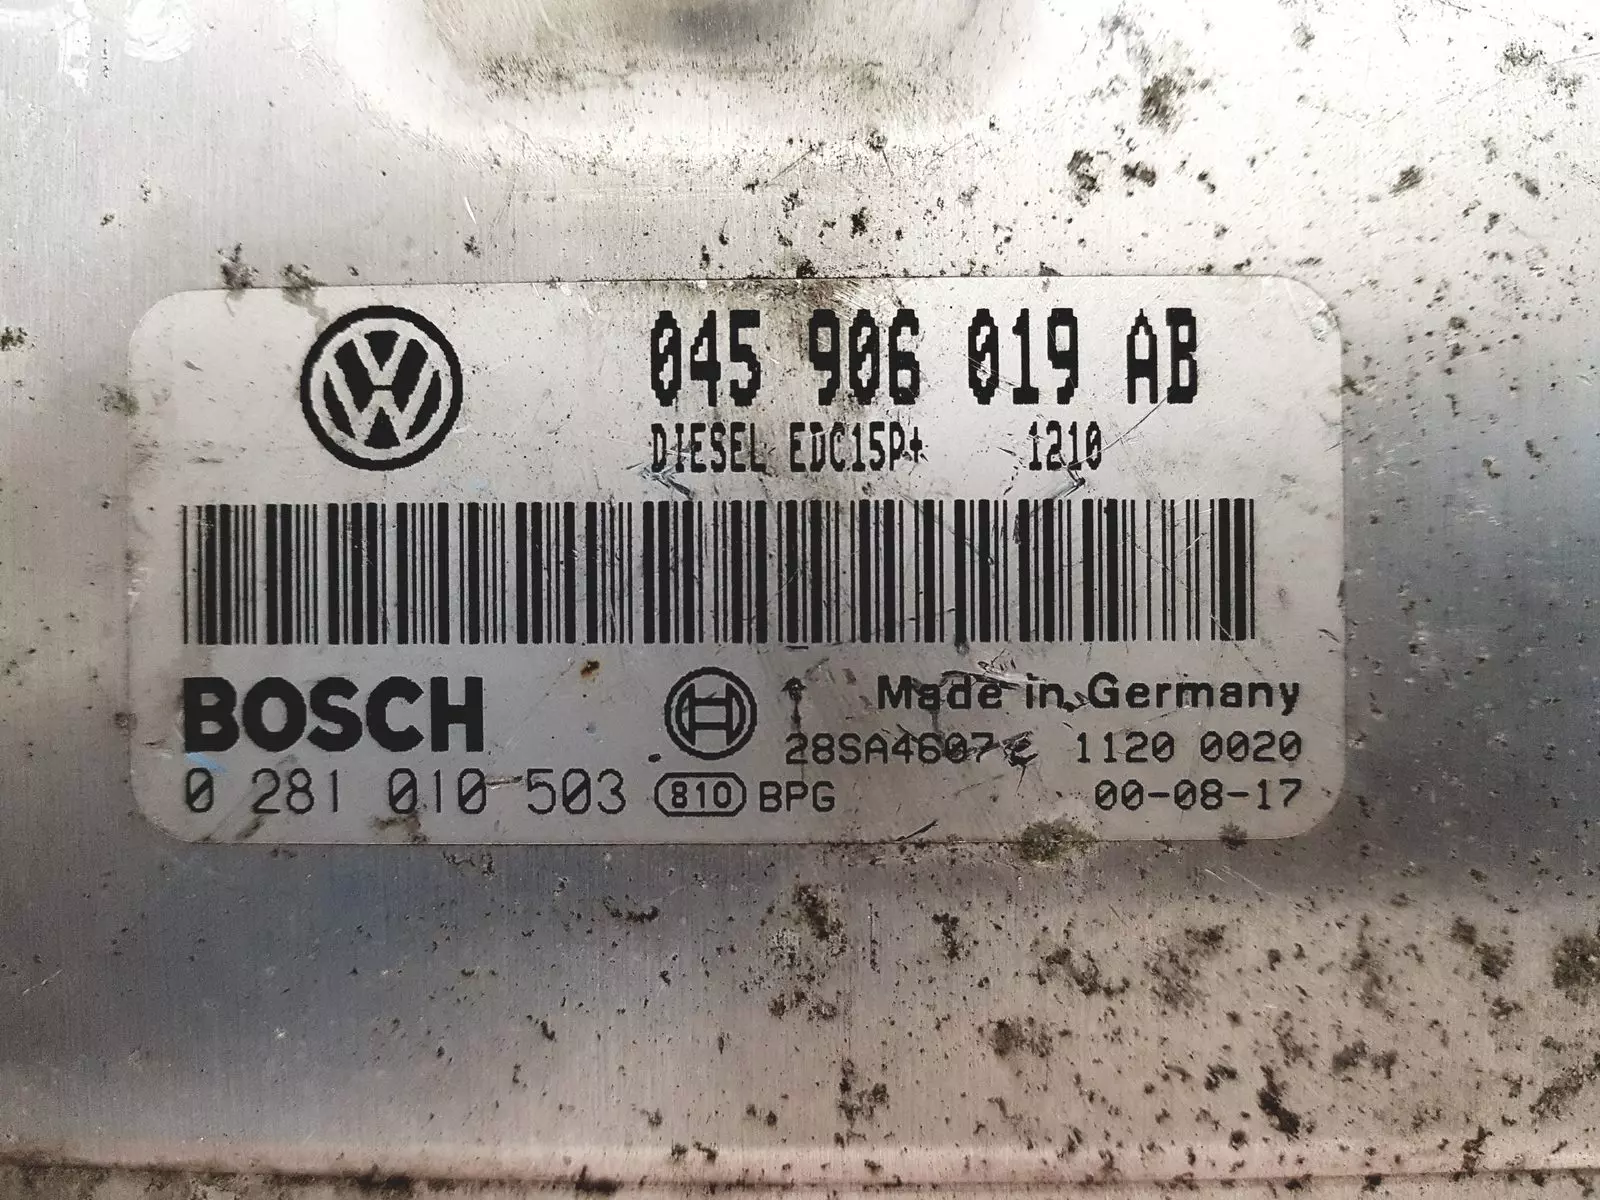 045 906 019 AB
DIESEL EDC15P+ 1210
BOSCH
Made in Germany
28SA4607 1120 0020
0 281 010 503 810 BPG 00-08-17